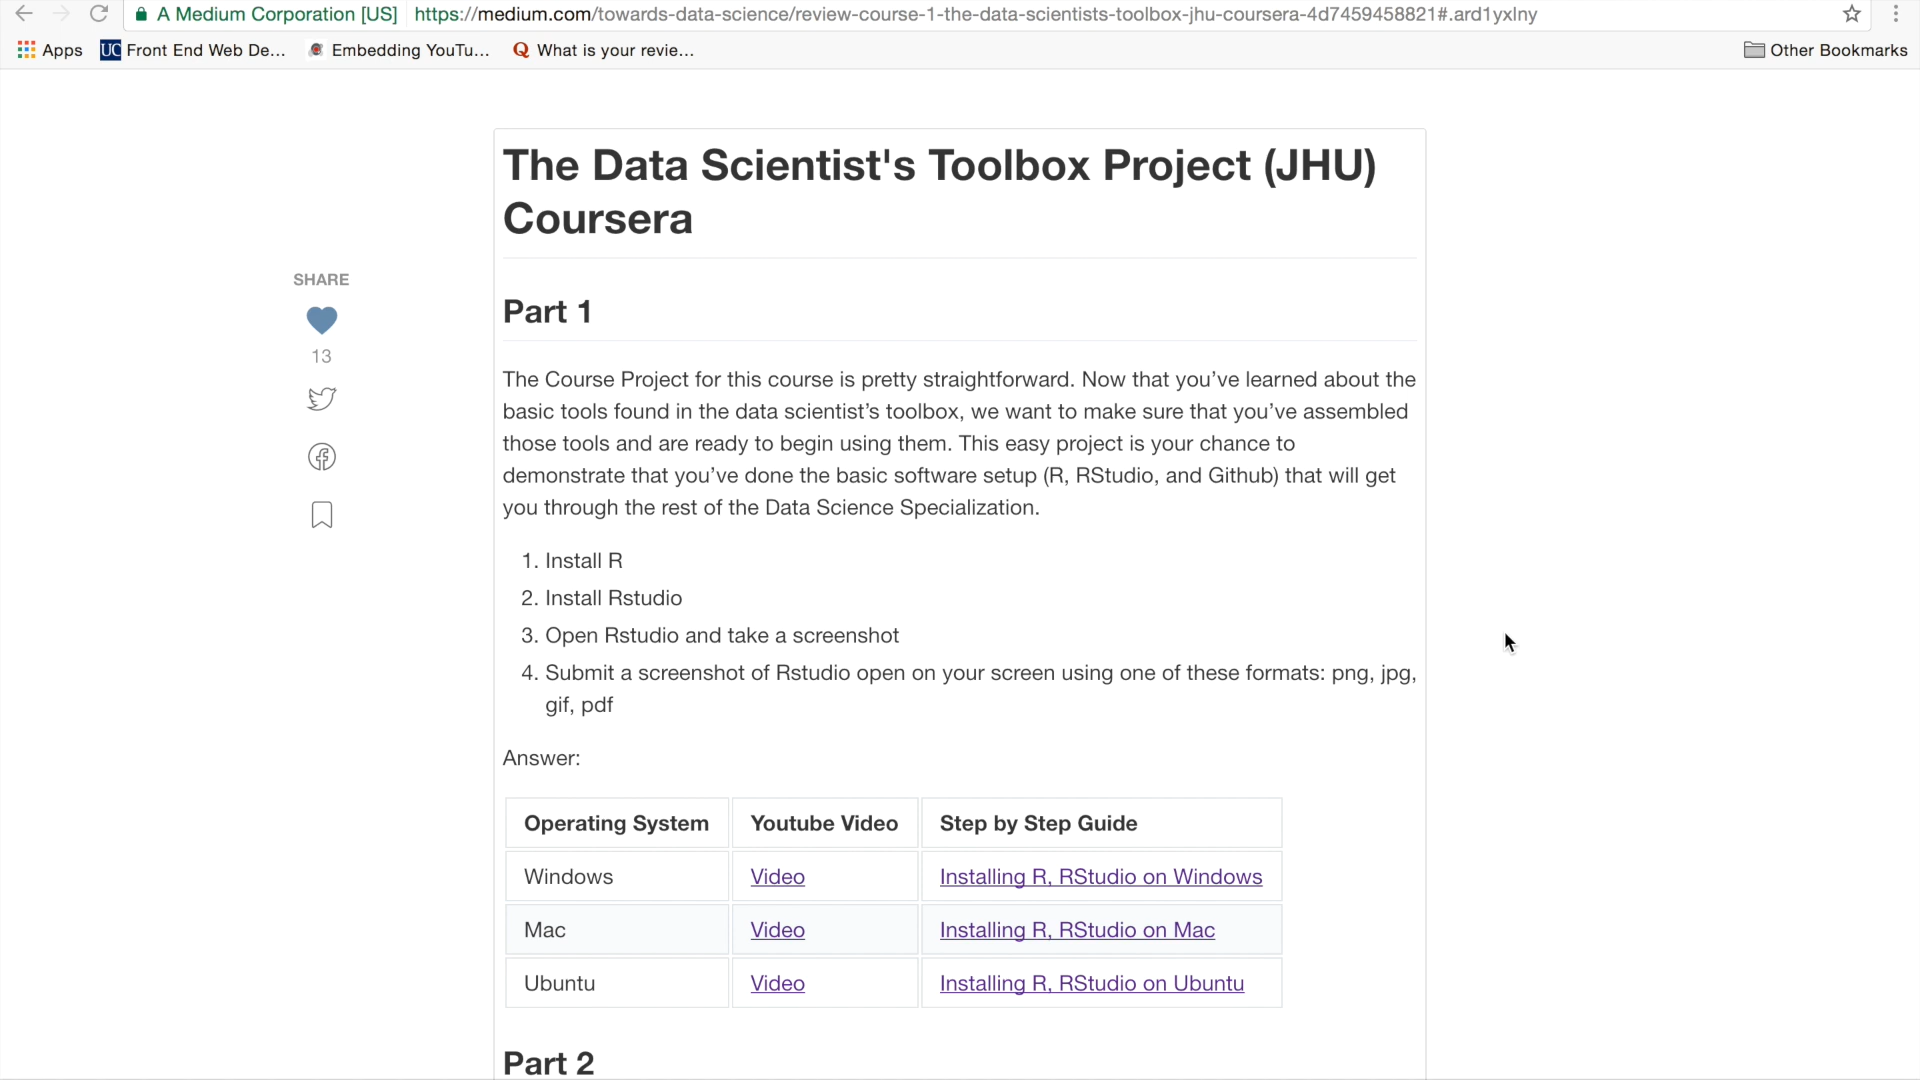 A Medium Corporation [US] https://medium.com/towards-data-science/review-course-1-the-data-scientists-toolbox-jhu-coursera-4d7459458821#.ard1yxlny
Apps UC Front End Web De... Embedding YouTu... Q What is your revie... Other Bookmarks
The Data Scientist's Toolbox Project (JHU)
Coursera
SHARE
13
Part 1
The Course Project for this course is pretty straightforward. Now that you’ve learned about the
basic tools found in the data scientist’s toolbox, we want to make sure that you’ve assembled
those tools and are ready to begin using them. This easy project is your chance to
demonstrate that you’ve done the basic software setup (R, RStudio, and Github) that will get
you through the rest of the Data Science Specialization.
1. Install R
2. Install Rstudio
3. Open Rstudio and take a screenshot
4. Submit a screenshot of Rstudio open on your screen using one of these formats: png, jpg,
gif, pdf
Answer:
Operating System Youtube Video Step by Step Guide
Windows Video Installing R, RStudio on Windows
Mac Video Installing R, RStudio on Mac
Ubuntu Video Installing R, RStudio on Ubuntu
Part 2